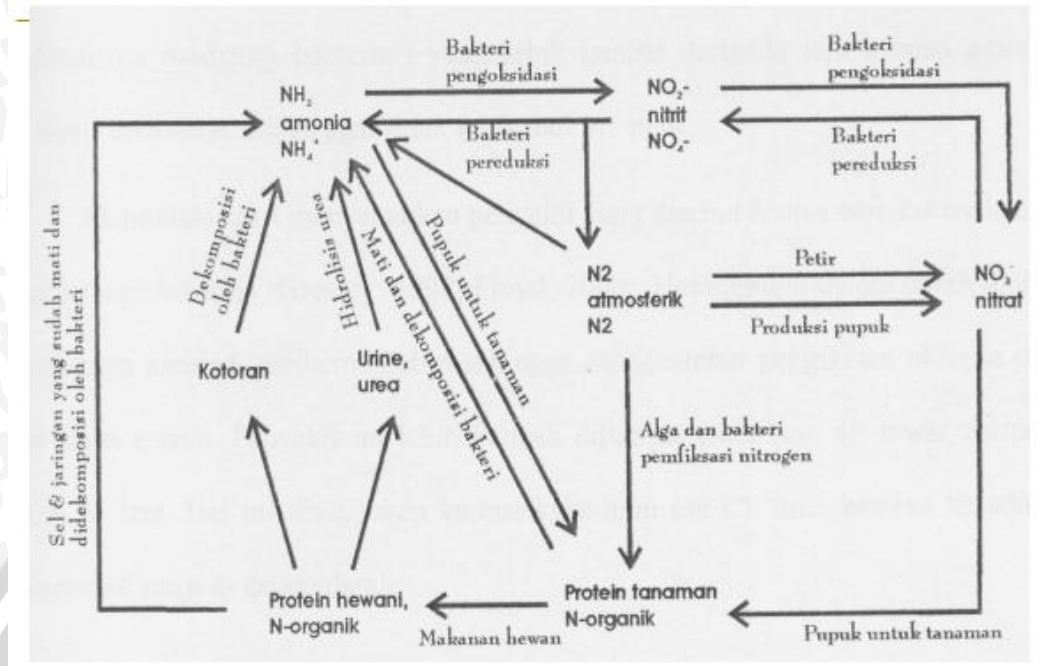 Bakteri
pengoksidasi
Bakteri
pengoksidasi
NH₂
amonia
NH₄⁺
NO₂-
nitrit
NO₄-
Bakteri
pereduksi
Bakteri
pereduksi
Dekomposisi
oleh bakteri
Hidrolisis urea
Mati dan dekomposisi bakteri
Pupuk untuk tanaman
N2
atmosferik
N2
Petir
Produksi pupuk
NO₃-
nitrat
Kotoran
Urine,
urea
Sel & jaringan yang sudah mati dan
didekomposisi oleh bakteri
Alga dan bakteri
pemfiksasi nitrogen
Protein hewani,
N-organik
Makanan hewan
Protein tanaman
N-organik
Pupuk untuk tanaman